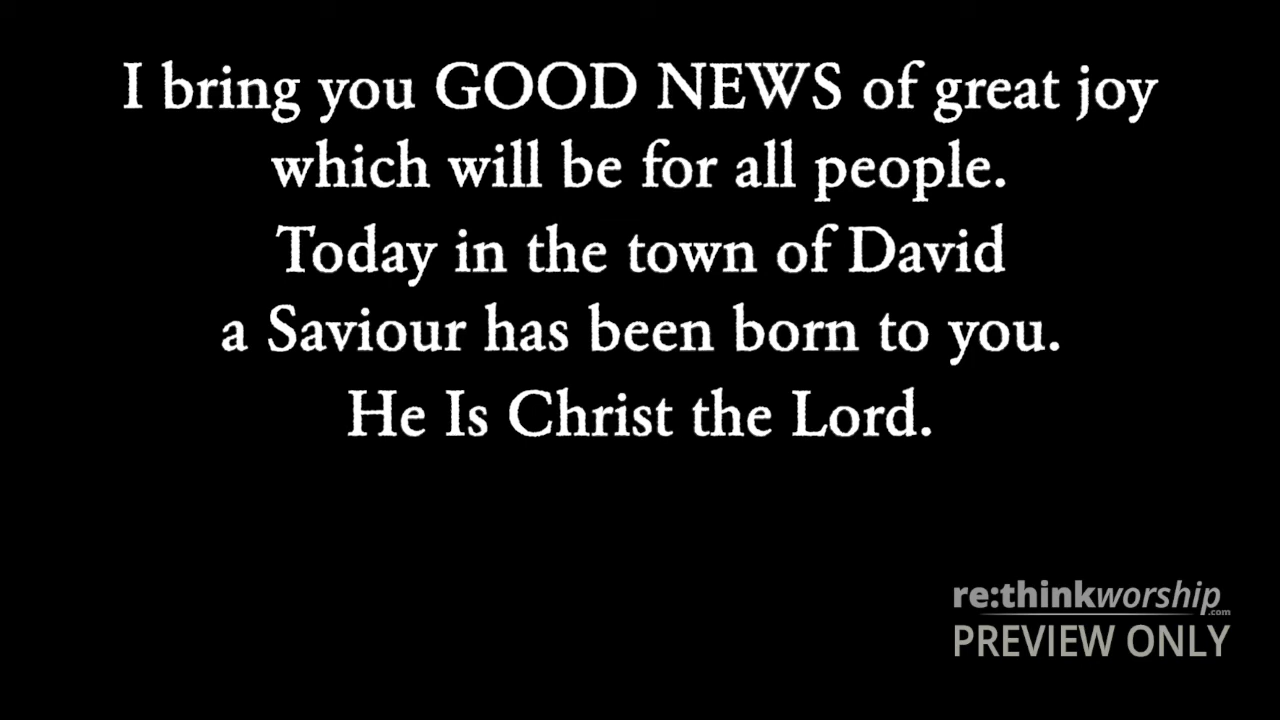 I bring you GOOD NEWS of great joy
which will be for all people.
Today in the town of David
a Saviour has been born to you.
He Is Christ the Lord.
re:thinkworship
.com
PREVIEW ONLY